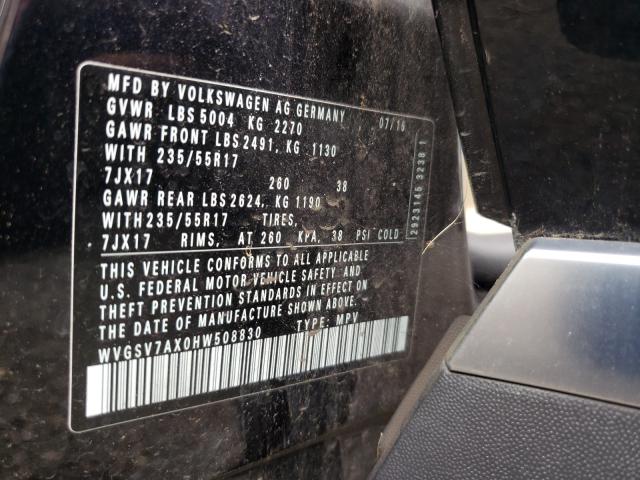 MFD BY VOLKSWAGEN AG GERMANY 07/16
GVWR LBS 5004 KG 2270
GAWR FRONT LBS 2491, KG 1130
WITH 235/55R17
7JX17 260 38
GAWR REAR LBS 2624, KG 1190
WITH 235/55R17 TIRES,
7JX17 RIMS, AT 260 KPA, 38 PSI COLD
THIS VEHICLE CONFORMS TO ALL APPLICABLE
U.S. FEDERAL MOTOR VEHICLE SAFETY AND
THEFT PREVENTION STANDARDS IN EFFECT ON
THE DATE OF MANUFACTURE SHOWN ABOVE.
WVGSV7AX0HW508830 TYPE: MPV
2923145 3238 1